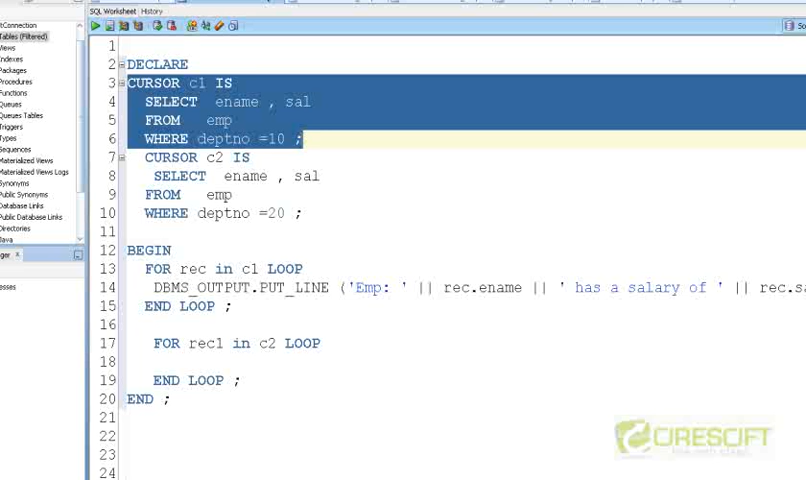 SQL Worksheet History
Connection
Tables (Filtered)
Views
Indexes
Packages
Procedures
Functions
Queues
Queues Tables
Triggers
Types
Sequences
Materialized Views
Materialized Views Logs
Synonyms
Public Synonyms
Database Links
Public Database Links
Directories
Java
1
2 DECLARE
3 CURSOR c1 IS
4 SELECT ename , sal
5 FROM emp
6 WHERE deptno =10 ;
7 CURSOR c2 IS
8 SELECT ename , sal
9 FROM emp
10 WHERE deptno =20 ;
11
12 BEGIN
13 FOR rec in c1 LOOP
14 DBMS_OUTPUT.PUT_LINE ('Emp: ' || rec.ename || ' has a salary of ' || rec.sa
15 END LOOP ;
16
17 FOR rec1 in c2 LOOP
18
19 END LOOP ;
20 END ;
21
22
23
24